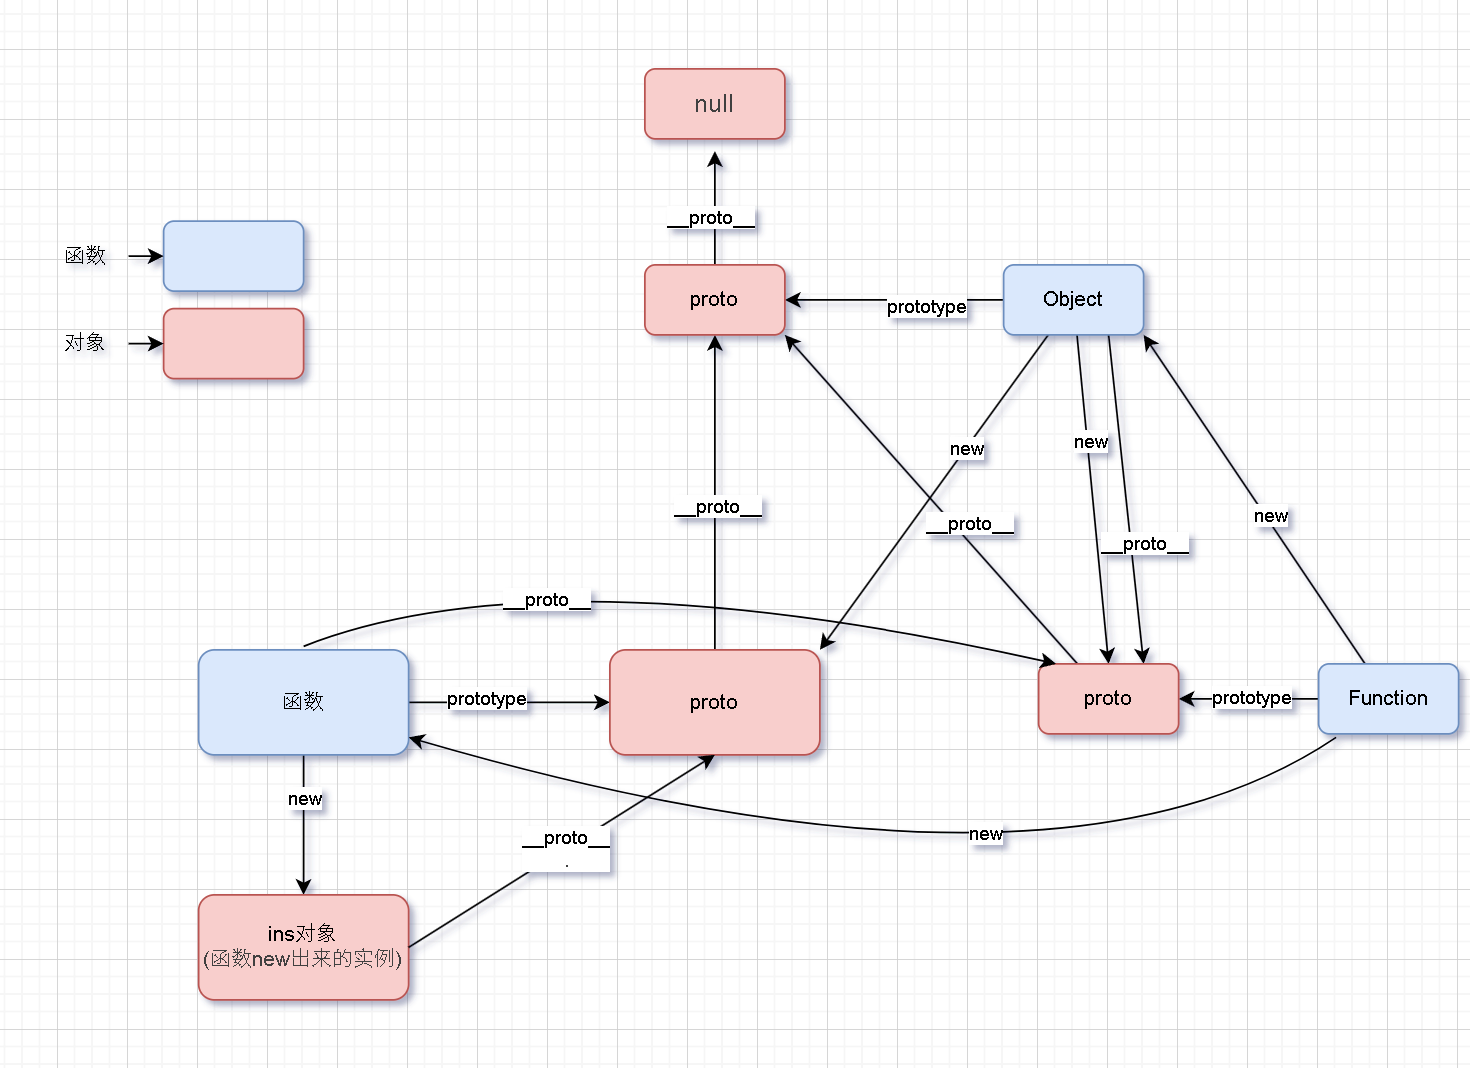 null
__proto__
函数
对象
proto
prototype
Object
new
new
__proto__
new
__proto__
__proto__
__proto__
函数
prototype
proto
proto
prototype
Function
new
new
__proto__
.
ins对象
(函数new出来的实例)